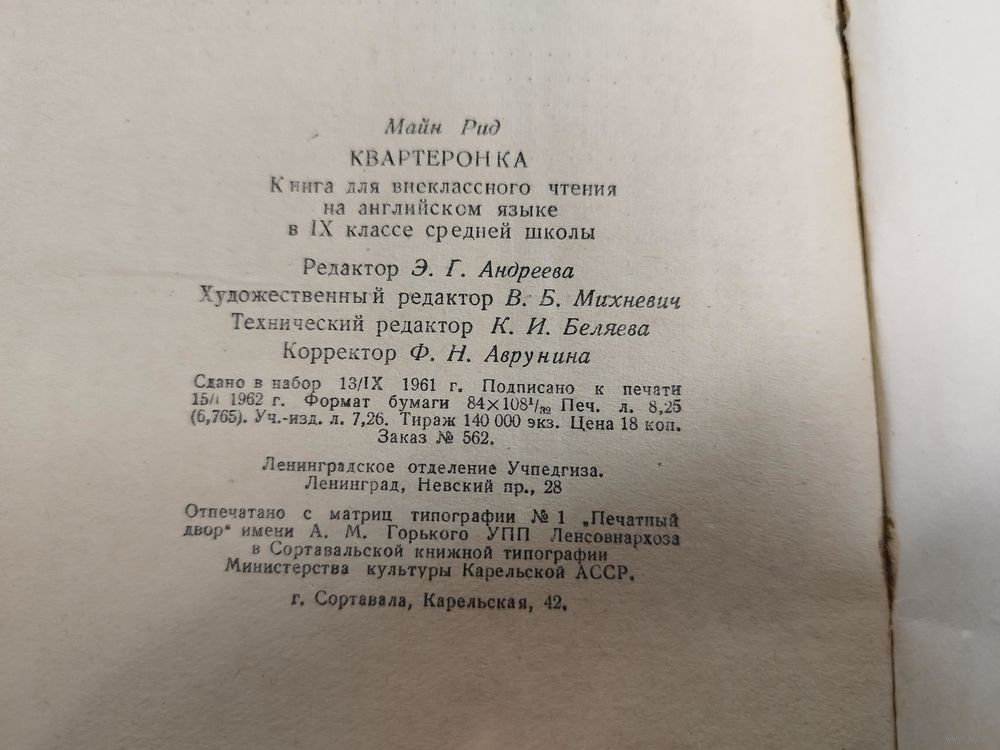 Майн Рид
КВАРТЕРОНКА
Книга для внеклассного чтения
на английском языке
в IX классе средней школы
Редактор Э. Г. Андреева
Художественный редактор В. Б. Михневич
Технический редактор К. И. Беляева
Корректор Ф. Н. Аврунина
Сдано в набор 13/IX 1961 г. Подписано к печати
1962 г. Формат бумаги 84×108¹/₃₂ Печ. л. 8,25
(6,765). Уч.-изд. л. 7,26. Тираж 140 000 экз. Цена 18 коп.
Заказ № 562.
Ленинградское отделение Учпедгиза.
Ленинград, Невский пр., 28
Отпечатано с матриц типографии № 1 „Печатный
двор“ имени А. М. Горького УПП Ленсовнархоза
в Сортавальской книжной типографии
Министерства культуры Карельской АССР.
г. Сортавала, Карельская, 42.